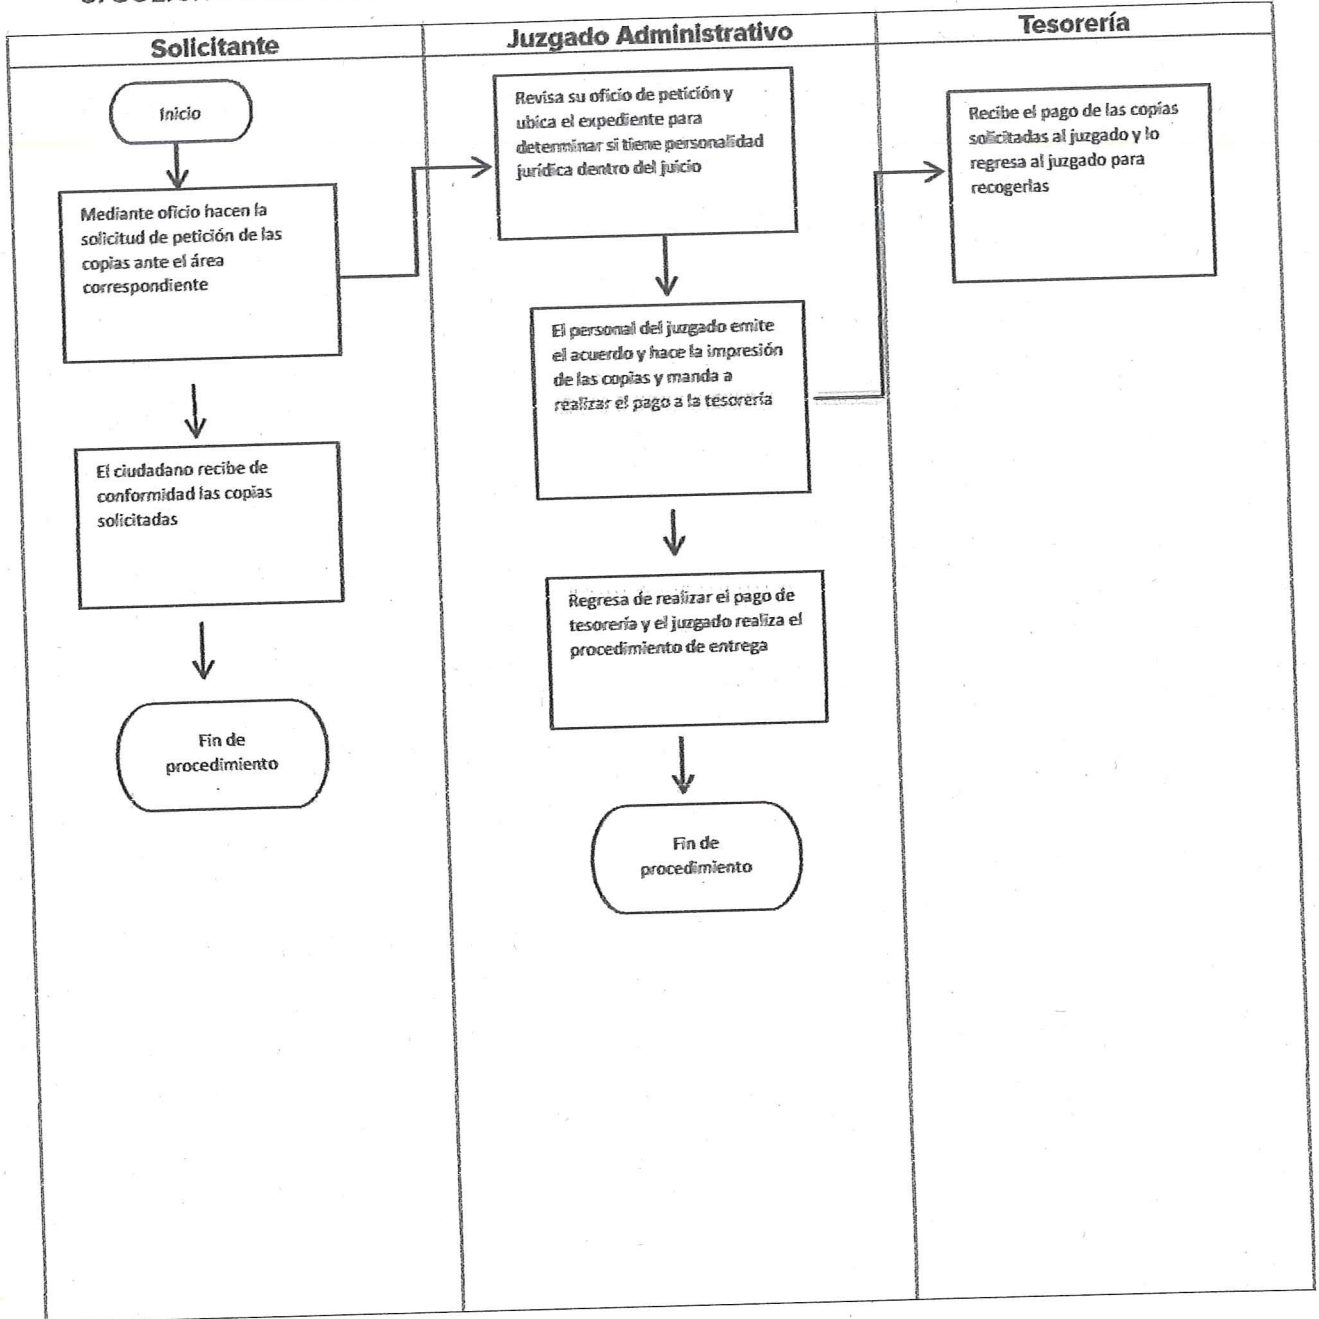 Solicitante
Juzgado Administrativo
Tesorería
Inicio
Mediante oficio hacen la
solicitud de petición de las
copias ante el área
correspondiente
El ciudadano recibe de
conformidad las copias
solicitadas
Fin de
procedimiento
Revisa su oficio de petición y
ubica el expediente para
determinar si tiene personalidad
jurídica dentro del juicio
El personal del juzgado emite
el acuerdo y hace la impresión
de las copias y manda a
realizar el pago a la tesorería
Regresa de realizar el pago de
tesorería y el juzgado realiza el
procedimiento de entrega
Fin de
procedimiento
Recibe el pago de las copias
solicitadas al juzgado y lo
regresa al juzgado para
recogerlas